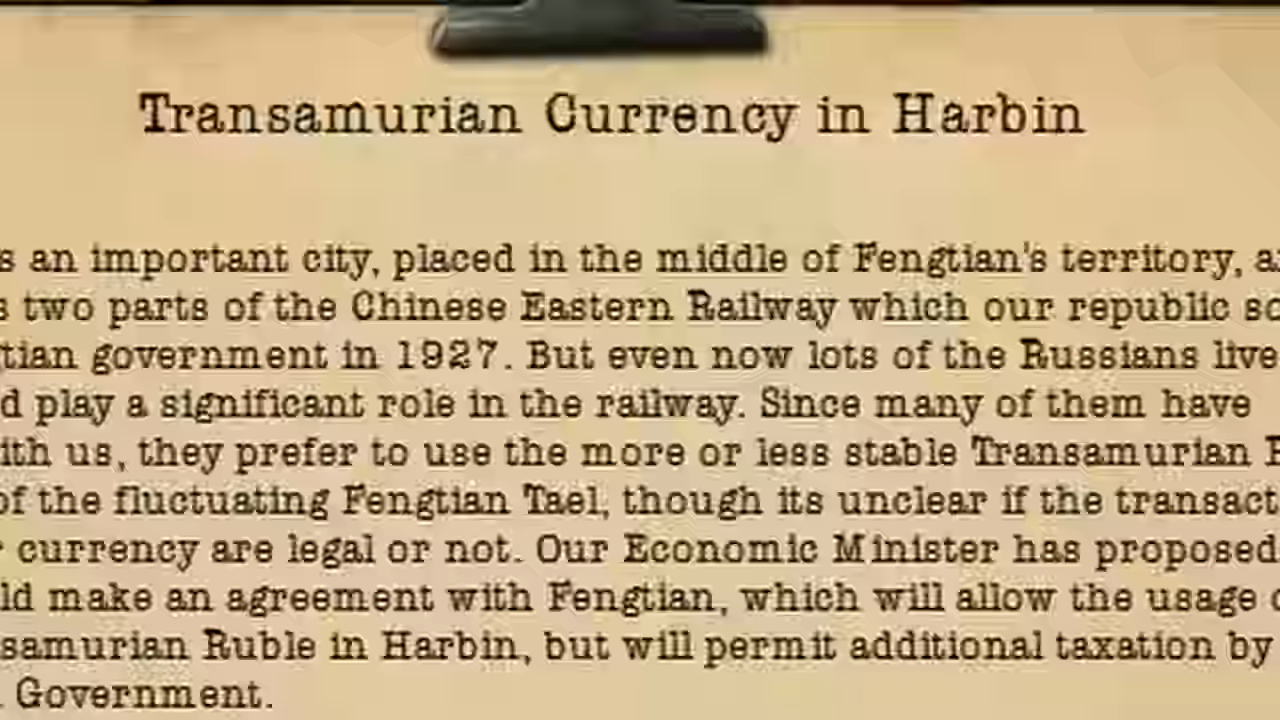 Transamurian Currency in Harbin
s an important city, placed in the middle of Fengtian's territory, a
s two parts of the Chinese Eastern Railway which our republic so
tian government in 1927. But even now lots of the Russians live
d play a significant role in the railway. Since many of them have
ith us, they prefer to use the more or less stable Transamurian
of the fluctuating Fengtian Tael, though its unclear if the transact
currency are legal or not. Our Economic Minister has proposed
ld make an agreement with Fengtian, which will allow the usage
samurian Ruble in Harbin, but will permit additional taxation by
. Government.